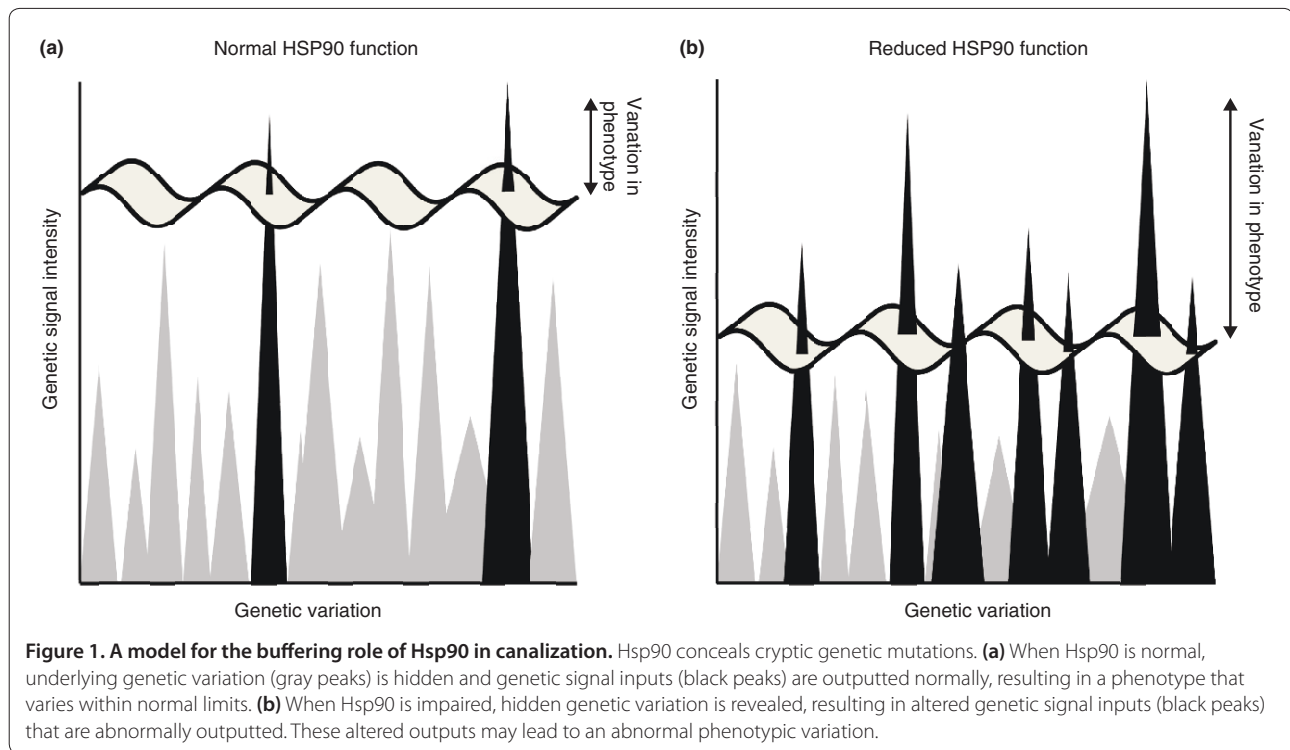 (a)
Normal HSP90 function
Vanation in
phenotype
Genetic signal intensity
Genetic variation
(b)
Reduced HSP90 function
Vanation in phenotype
Genetic signal intensity
Genetic variation
Figure 1. A model for the buffering role of Hsp90 in canalization. Hsp90 conceals cryptic genetic mutations. (a) When Hsp90 is normal,
underlying genetic variation (gray peaks) is hidden and genetic signal inputs (black peaks) are outputted normally, resulting in a phenotype that
varies within normal limits. (b) When Hsp90 is impaired, hidden genetic variation is revealed, resulting in altered genetic signal inputs (black peaks)
that are abnormally outputted. These altered outputs may lead to an abnormal phenotypic variation.